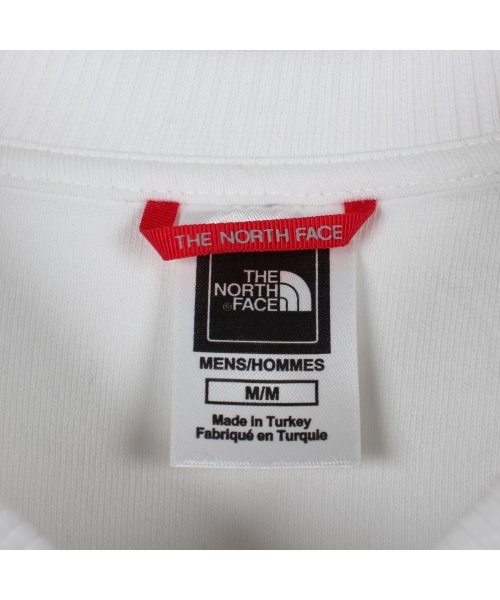 THE NORTH FACE
THE
NORTH
FACE
MENS/HOMMES
M/M
Made in Turkey
Fabriqué en Turquie